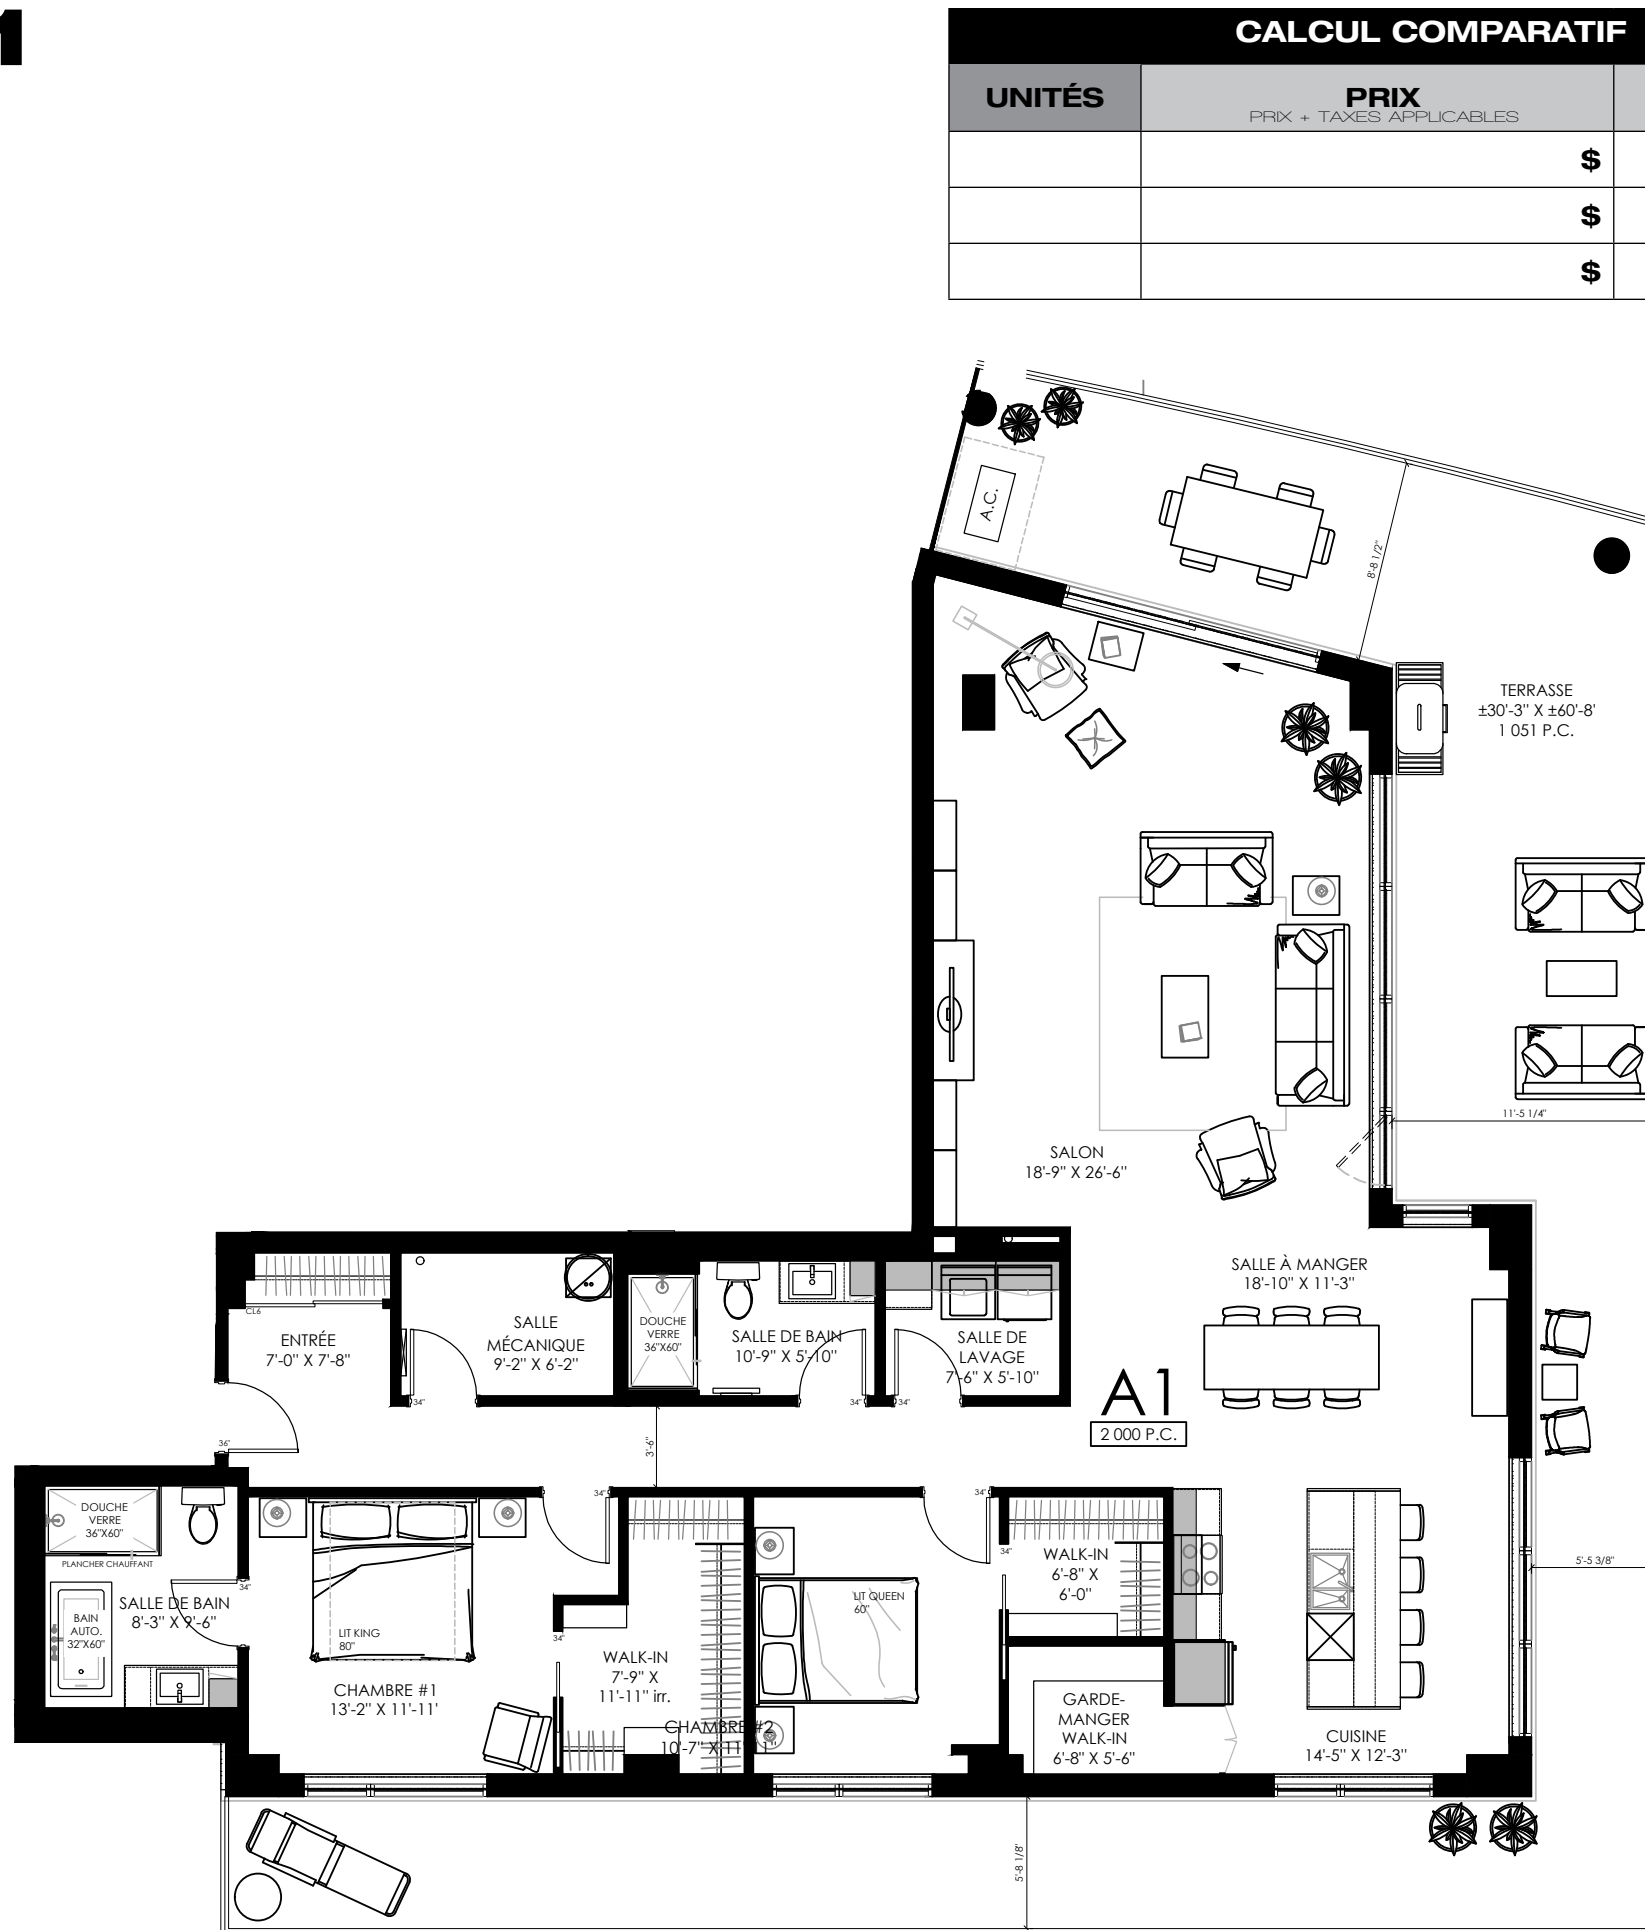 1
CALCUL COMPARATIF
UNITÉS
PRIX
PRIX + TAXES APPLICABLES
$
$
$
A.C.
8'-8 1/2"
TERRASSE
±30'-3" X ±60'-8'
1 051 P.C.
11'-5 1/4"
SALON
18'-9" X 26'-6"
SALLE À MANGER
18'-10" X 11'-3"
CL6
ENTRÉE
7'-0" X 7'-8"
SALLE
MÉCANIQUE
9'-2" X 6'-2"
DOUCHE
VERRE
36"X60"
SALLE DE BAIN
10'-9" X 5'-10"
SALLE DE
LAVAGE
7'-6" X 5'-10"
34"
34"
34"
A1
2 000 P.C.
36"
3'-6"
34"
34"
DOUCHE
VERRE
36"X60"
PLANCHER CHAUFFANT
34"
SALLE DE BAIN
8'-3" X 9'-6"
BAIN
AUTO.
32"X60"
LIT KING
80"
CHAMBRE #1
13'-2" X 11'-11'
34"
WALK-IN
7'-9" X
11'-11" irr.
LIT QUEEN
60"
CHAMBRE #2
10'-7" X 11'-11"
34"
WALK-IN
6'-8" X
6'-0"
GARDE-
MANGER
WALK-IN
6'-8" X 5'-6"
CUISINE
14'-5" X 12'-3"
5'-5 3/8"
5'-8 1/8"